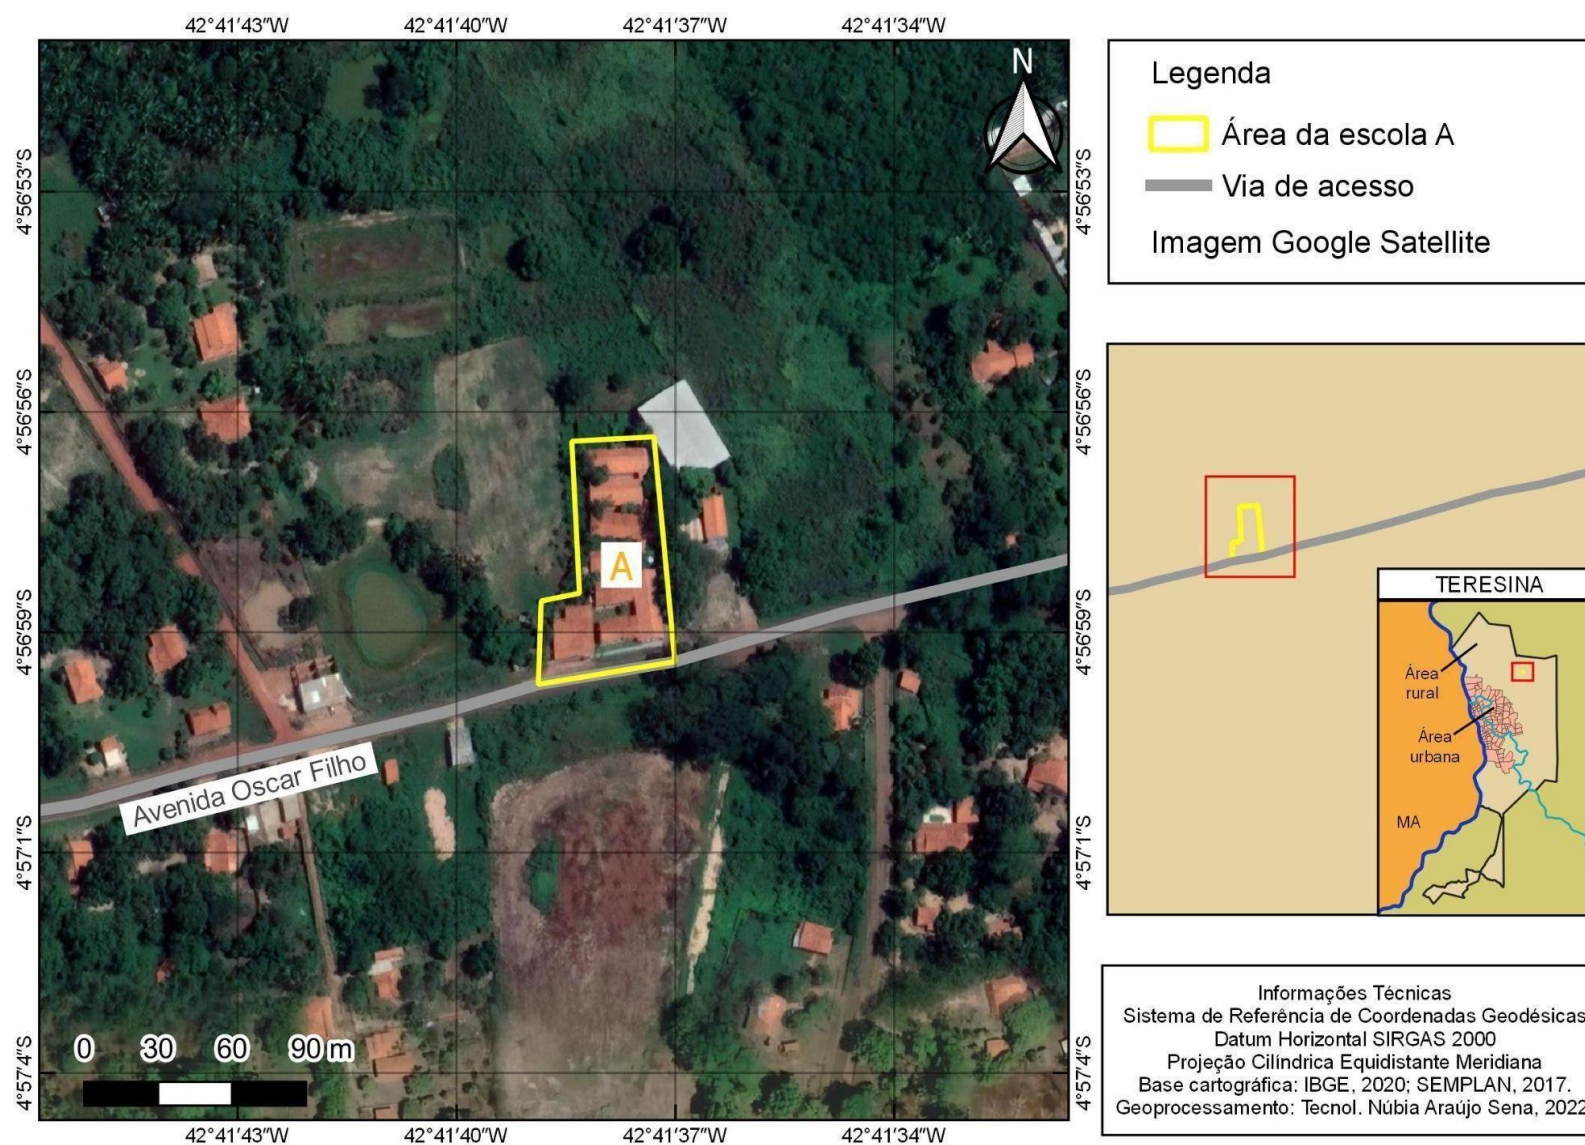 42°41'43"W 42°41'40"W 42°41'37"W 42°41'34"W
N
4°56'53"S
4°56'53"S
4°56'56"S
4°56'56"S
A
4°56'59"S
4°56'59"S
Avenida Oscar Filho
4°57'1"S
4°57'1"S
0 30 60 90 m
4°57'4"S
4°57'4"S
42°41'43"W 42°41'40"W 42°41'37"W 42°41'34"W
Legenda
Área da escola A
Via de acesso
Imagem Google Satellite
TERESINA
Área
rural
Área
urbana
MA
Informações Técnicas
Sistema de Referência de Coordenadas Geodésicas
Datum Horizontal SIRGAS 2000
Projeção Cilíndrica Equidistante Meridiana
Base cartográfica: IBGE, 2020; SEMPLAN, 2017.
Geoprocessamento: Tecnol. Núbia Araújo Sena, 2022